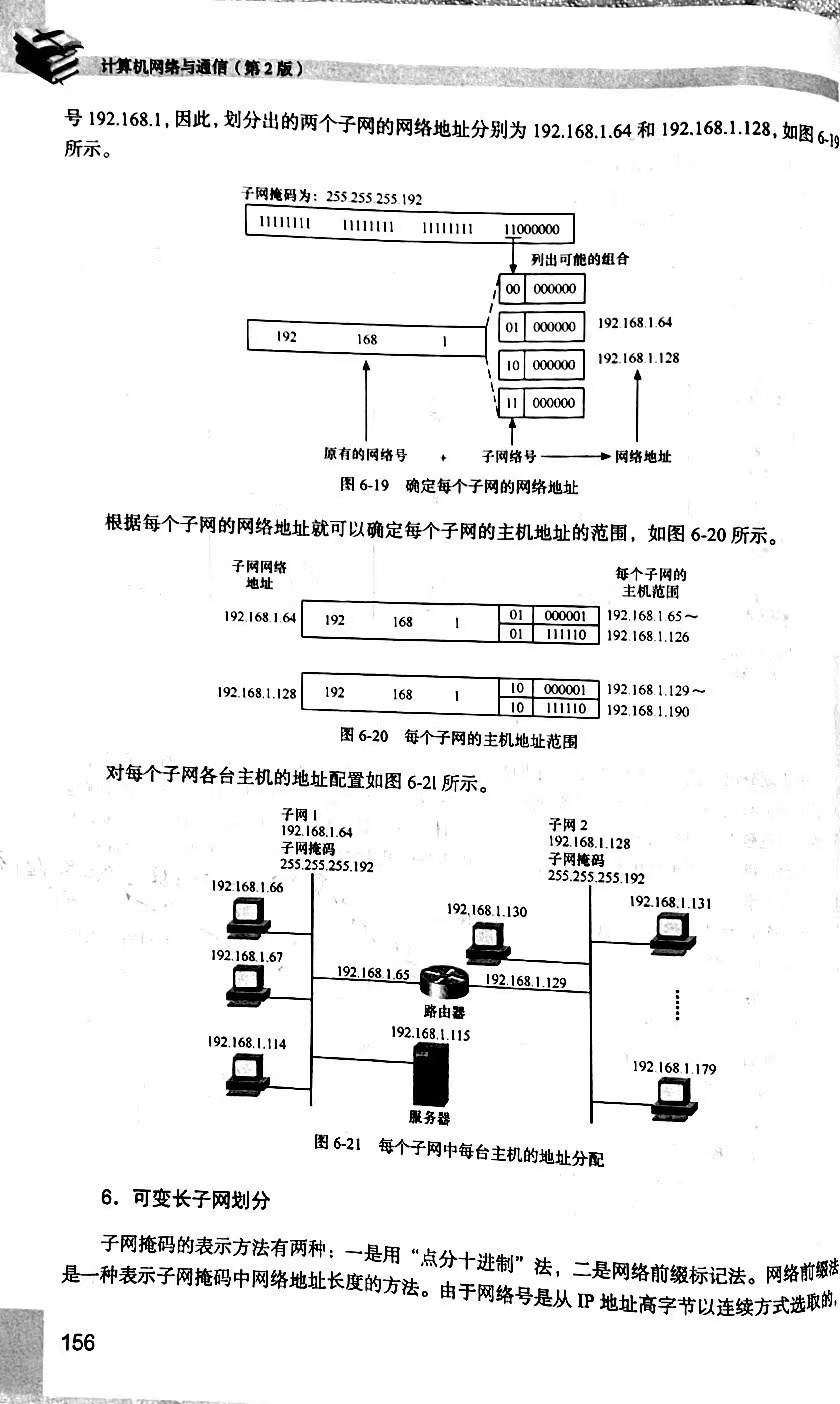 计算机网络与通信(第2版)
号 192.168.1,因此,划分出的两个子网的网络地址分别为 192.168.1.64 和 192.168.1.128,如图 6-19
所示。
子网掩码为:255.255.255.192
11111111 11111111 11111111 11000000
列出可能的组合
00 000000
01 000000 192.168.1.64
192 168 1
10 000000 192.168.1.128
11 000000
原有的网络号 + 子网络号 网络地址
图 6-19 确定每个子网的网络地址
根据每个子网的网络地址就可以确定每个子网的主机地址的范围,如图 6-20 所示。
子网网络
地址
每个子网的
主机范围
192.168.1.64 192 168 1 01 000001 192.168.1.65～
01 111110 192.168.1.126
192.168.1.128 192 168 1 10 000001 192.168.1.129～
10 111110 192.168.1.190
图 6-20 每个子网的主机地址范围
对每个子网各台主机的地址配置如图 6-21 所示。
子网 1
192.168.1.64
子网掩码
255.255.255.192
子网 2
192.168.1.128
子网掩码
255.255.255.192
192.168.1.66
192.168.1.130
192.168.1.131
192.168.1.67
192.168.1.65
192.168.1.129
路由器
192.168.1.114
192.168.1.115
192.168.1.179
服务器
图 6-21 每个子网中每台主机的地址分配
6. 可变长子网划分
子网掩码的表示方法有两种:一是用“点分十进制”法,二是网络前缀标记法。网络前缀法
是一种表示子网掩码中网络地址长度的方法。由于网络号是从 IP 地址高字节以连续方式选取的,
156